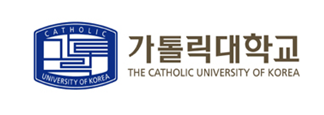 CATHOLIC
UNIVERSITY OF KOREA
가톨릭대학교
THE CATHOLIC UNIVERSITY OF KOREA